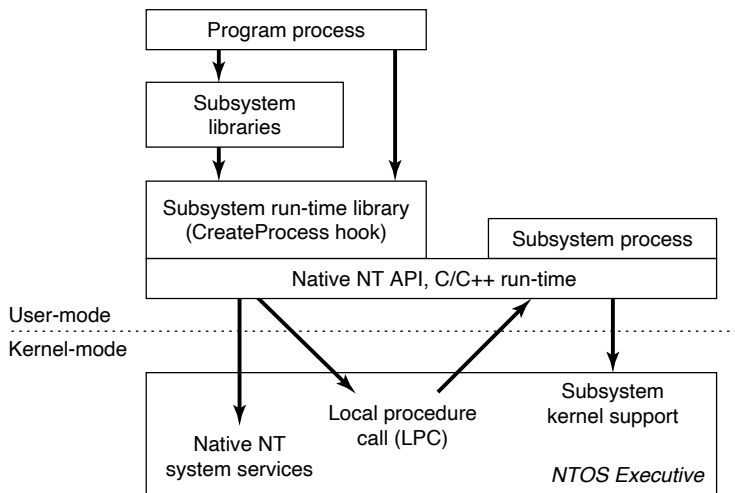 Program process
Subsystem
libraries
Subsystem run-time library
(CreateProcess hook)
Subsystem process
Native NT API, C/C++ run-time
User-mode
Kernel-mode
Subsystem
kernel support
Local procedure
call (LPC)
Native NT
system services
NTOS Executive